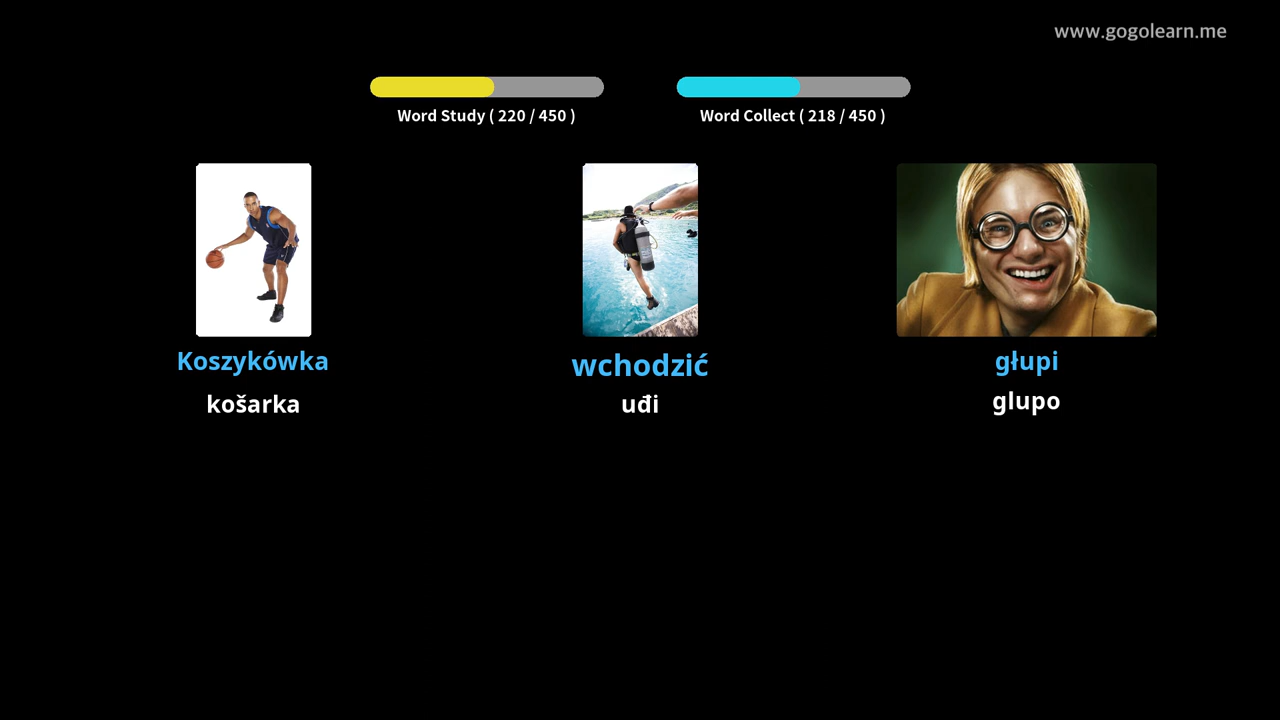 www.gogolearn.me
Word Study ( 220 / 450 )
Word Collect ( 218 / 450 )
Koszykówka
wchodzić
głupi
košarka
uđi
glupo